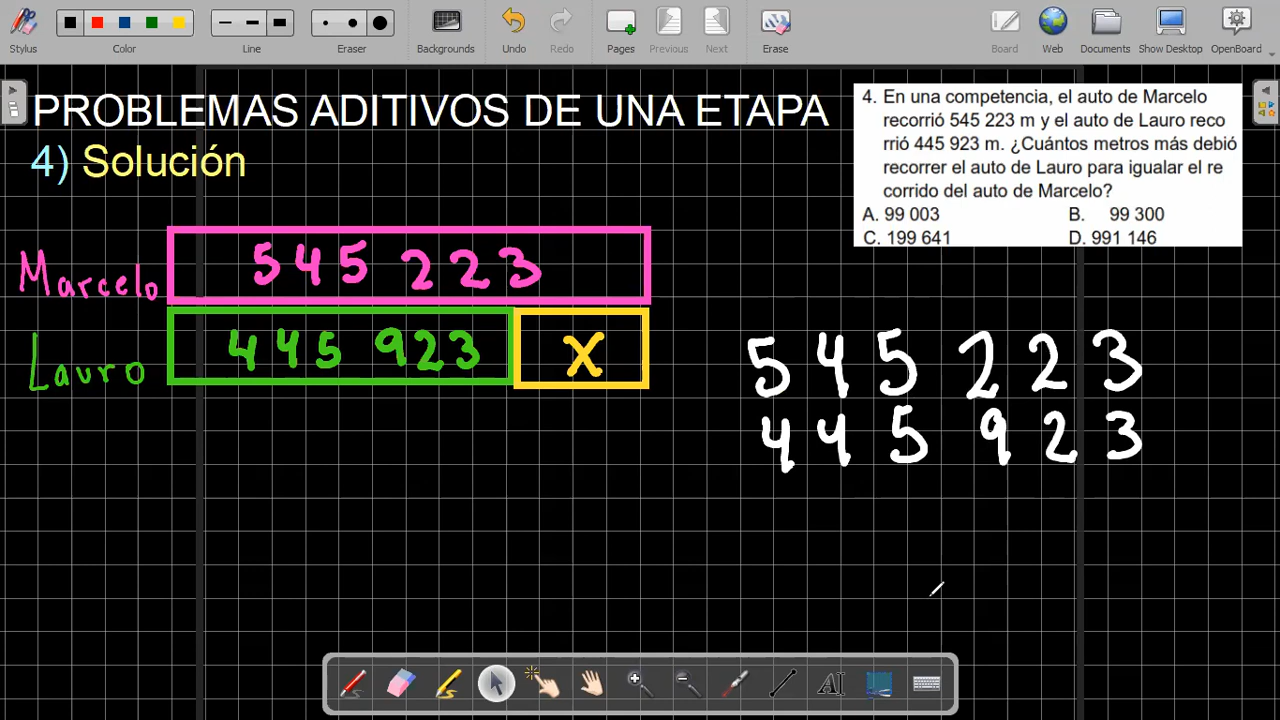 Stylus Color Line Eraser Backgrounds Undo Redo Pages Previous Next Erase Board Web Documents Show Desktop OpenBoard
PROBLEMAS ADITIVOS DE UNA ETAPA
4) Solución
4. En una competencia, el auto de Marcelo
recorrió 545 223 m y el auto de Lauro reco
rrió 445 923 m. ¿Cuántos metros más debió
recorrer el auto de Lauro para igualar el re
corrido del auto de Marcelo?
A. 99 003 B. 99 300
C. 199 641 D. 991 146
Marcelo 545 223
Lauro 445 923 X
545 223
445 923